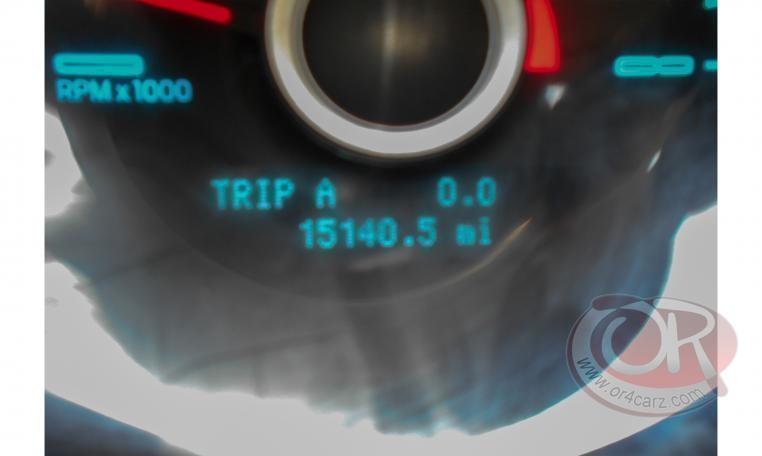 RPM x1000
TRIP A 0.0
15140.5 mi
OR
www.or4carz.com